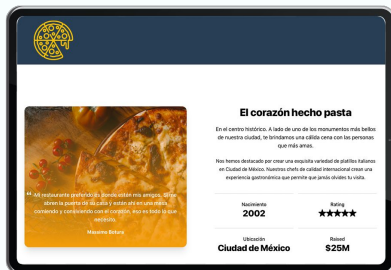 El corazón hecho pasta
En el centro histórico. A lado de uno de los monumentos más bellos
de nuestra ciudad, te brindamos una cálida cena con las personas
que más amas.
Nos hemos destacado por crear una exquisita variedad de platillos italianos
en Ciudad de México. Nuestros chefs de calidad internacional crean una
experiencia gastronómica que permite que jamás olvides tu visita.
“ Mi restaurante preferido es donde están mis amigos. Ellos
abren la puerta de su casa y están ahí en una mesa,
comiendo y conviviendo con el corazón, eso es todo lo que
necesito.
Massimo Bottura
Nacimiento
2002
Rating
★★★★★
Ubicación
Ciudad de México
Raised
$25M